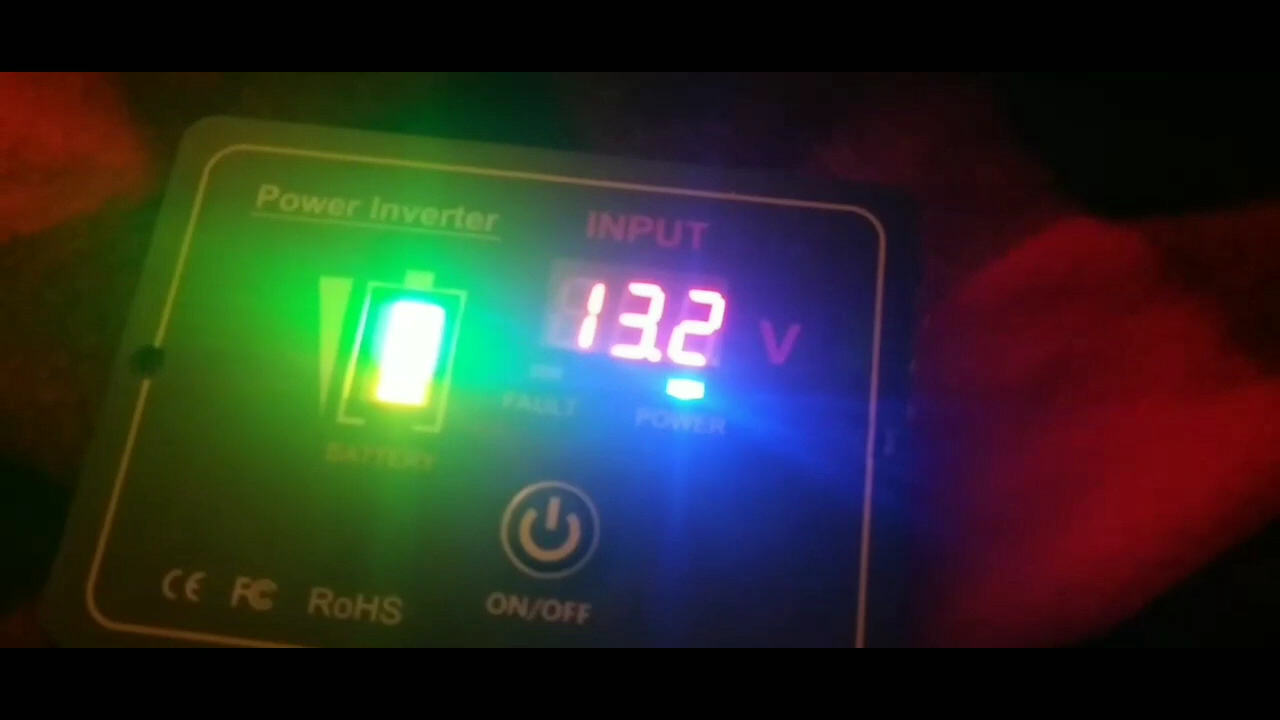 Power Inverter
INPUT
13.2 V
FAULT
POWER
BATTERY
CE FC RoHS
ON/OFF